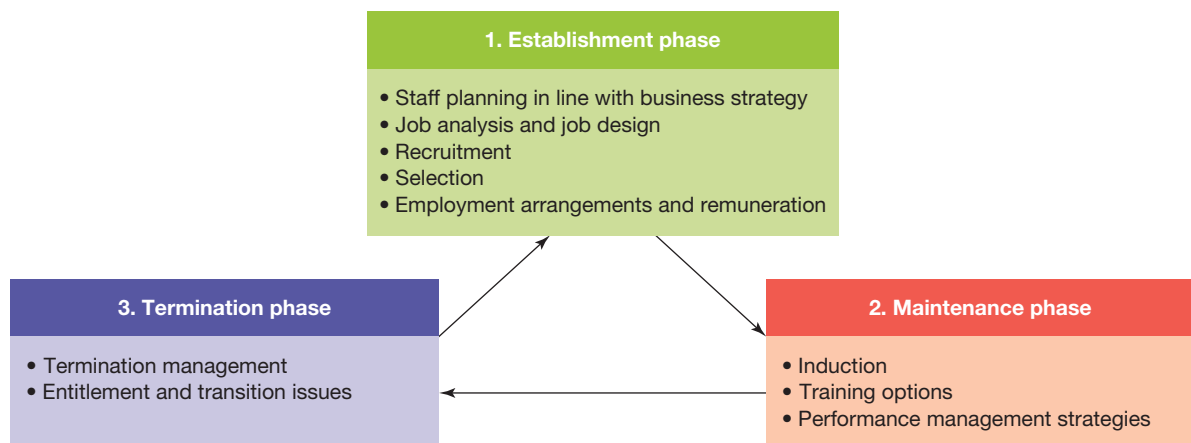 1. Establishment phase
• Staff planning in line with business strategy
• Job analysis and job design
• Recruitment
• Selection
• Employment arrangements and remuneration
3. Termination phase
• Termination management
• Entitlement and transition issues
2. Maintenance phase
• Induction
• Training options
• Performance management strategies